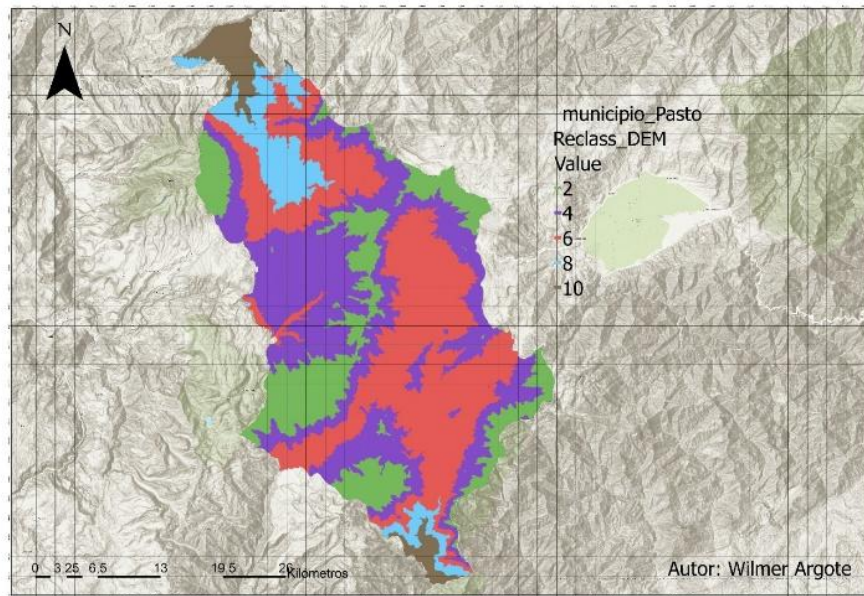 N
municipio_Pasto
Reclass_DEM
Value
2
4
6
8
10
0 3.25 6.5 13 19.5 26
Kilómetros
Autor: Wilmer Argote